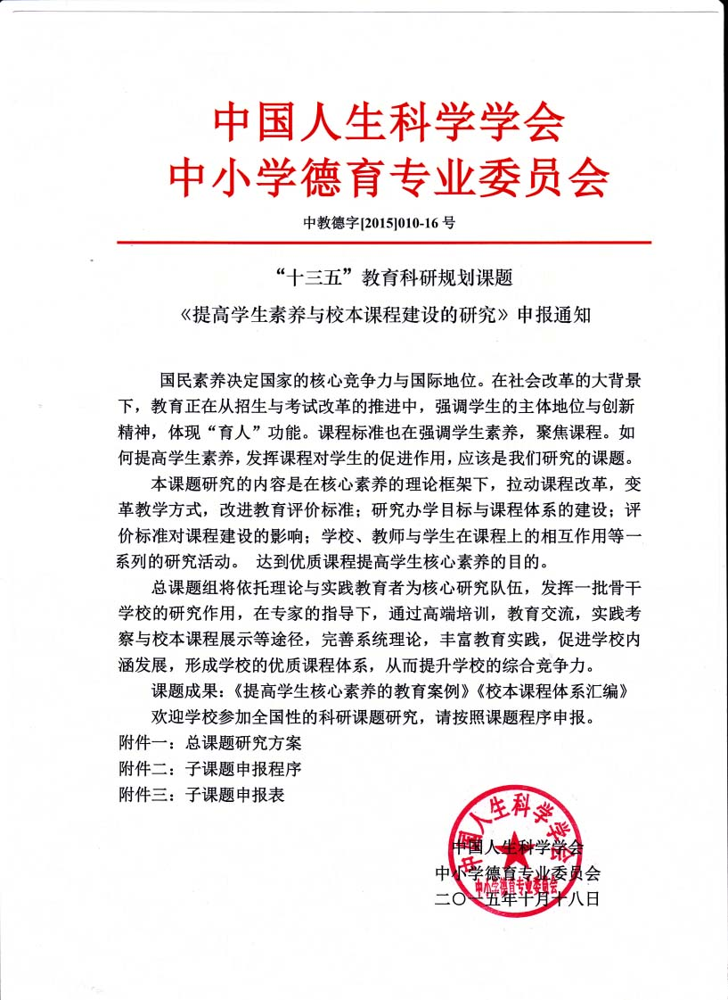 中国人生科学学会
中小学德育专业委员会
中教德字[2015]010-16 号
“十三五”教育科研规划课题
《提高学生素养与校本课程建设的研究》申报通知
国民素养决定国家的核心竞争力与国际地位。在社会改革的大背景
下，教育正在从招生与考试改革的推进中，强调学生的主体地位与创新
精神，体现“育人”功能。课程标准也在强调学生素养，聚焦课程。如
何提高学生素养，发挥课程对学生的促进作用，应该是我们研究的课题。
本课题研究的内容是在核心素养的理论框架下，拉动课程改革，变
革教学方式，改进教育评价标准；研究办学目标与课程体系的建设；评
价标准对课程建设的影响；学校、教师与学生在课程上的相互作用等一
系列的研究活动。 达到优质课程提高学生核心素养的目的。
总课题组将依托理论与实践教育者为核心研究队伍，发挥一批骨干
学校的研究作用，在专家的指导下，通过高端培训，教育交流，实践考
察与校本课程展示等途径，完善系统理论，丰富教育实践，促进学校内
涵发展，形成学校的优质课程体系，从而提升学校的综合竞争力。
课题成果：《提高学生核心素养的教育案例》《校本课程体系汇编》
欢迎学校参加全国性的科研课题研究，请按照课题程序申报。
附件一：总课题研究方案
附件二：子课题申报程序
附件三：子课题申报表
中国人生科学学会
中小学德育专业委员会
二〇一五年十月十八日
中国人生科学学会
中小学德育专业委员会